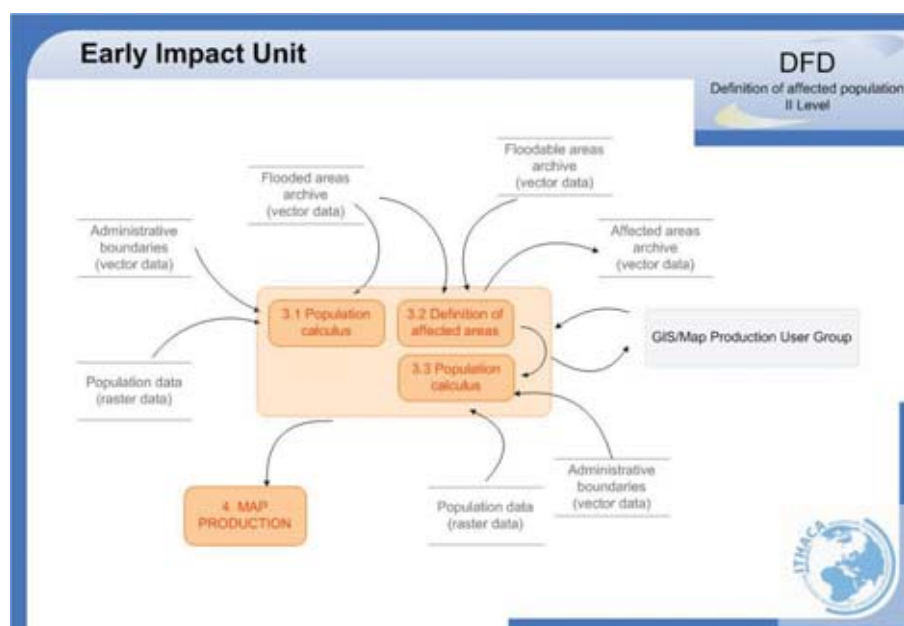 Early Impact Unit
DFD
Definition of affected population
II Level
Flooded areas
archive
(vector data)
Floodable areas
archive
(vector data)
Administrative
boundaries
(vector data)
Affected areas
archive
(vector data)
3.1 Population
calculus
3.2 Definition of
affected areas
GIS/Map Production User Group
3.3 Population
calculus
Population data
(raster data)
4. MAP
PRODUCTION
Population data
(raster data)
Administrative
boundaries
(vector data)
ITHACA